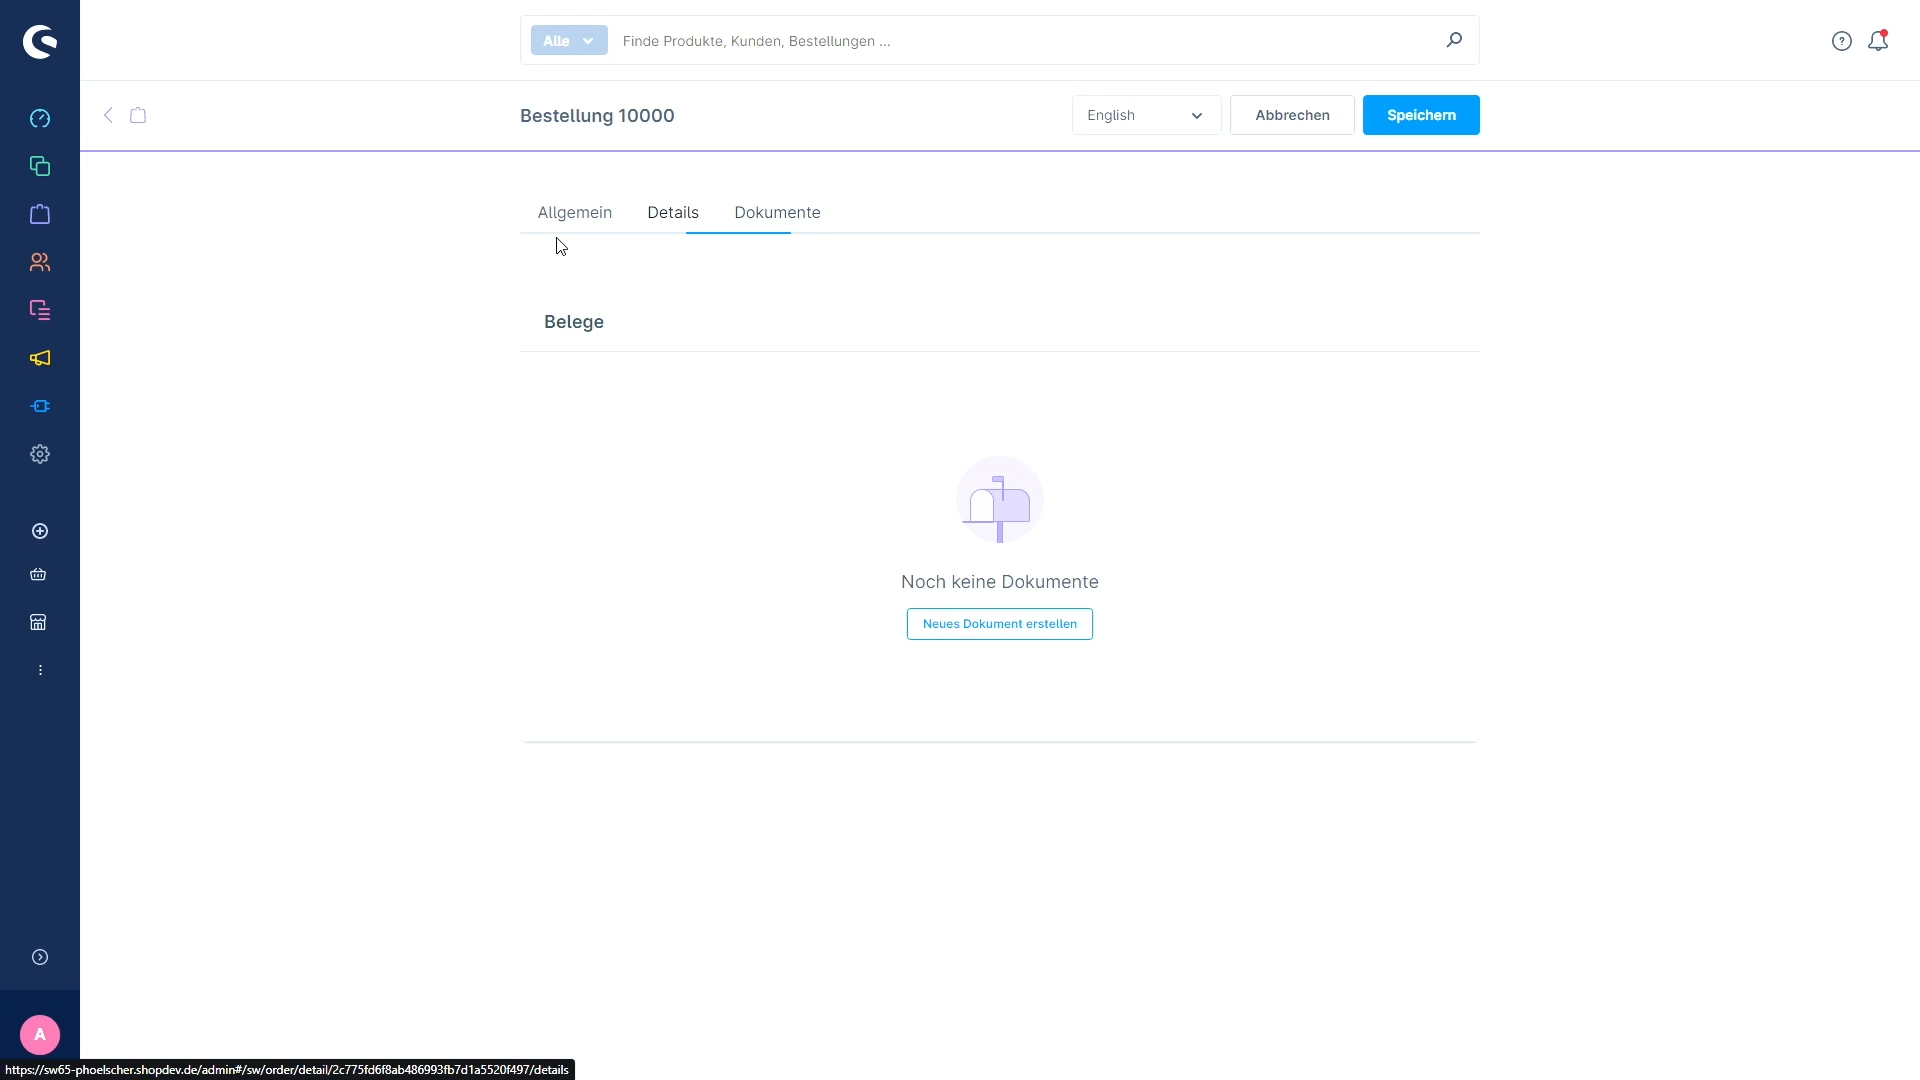 Alle
Finde Produkte, Kunden, Bestellungen ...
Bestellung 10000
English
Abbrechen
Speichern
Allgemein
Details
Dokumente
Belege
Noch keine Dokumente
Neues Dokument erstellen
A
https://sw65-phoelscher.shopdev.de/admin#/sw/order/detail/2c775fd6f8ab486993fb7d1a5520f497/details